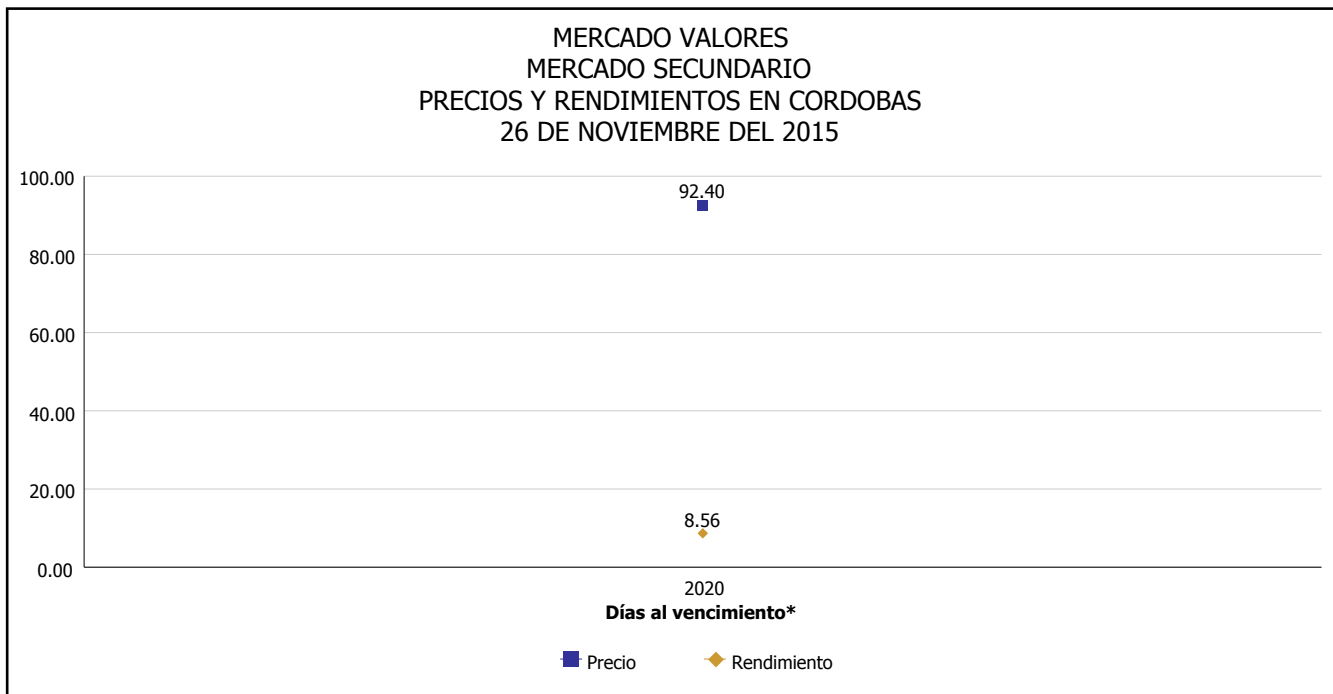 MERCADO VALORES
MERCADO SECUNDARIO
PRECIOS Y RENDIMIENTOS EN CORDOBAS
26 DE NOVIEMBRE DEL 2015
100.00
92.40
80.00
60.00
40.00
20.00
8.56
0.00
2020
Días al vencimiento*
Precio
Rendimiento